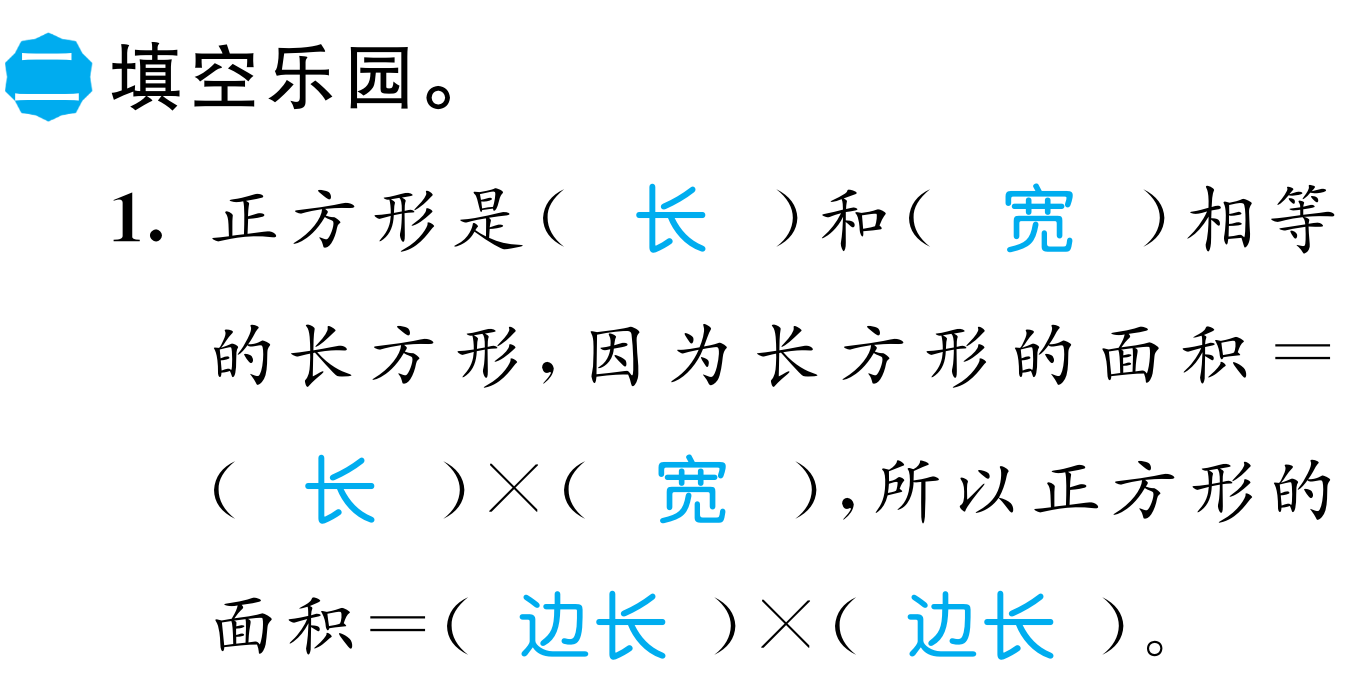 二 填空乐园。
1. 正方形是( 长 )和( 宽 )相等
的长方形,因为长方形的面积=
( 长 )×( 宽 ),所以正方形的
面积=( 边长 )×( 边长 )。